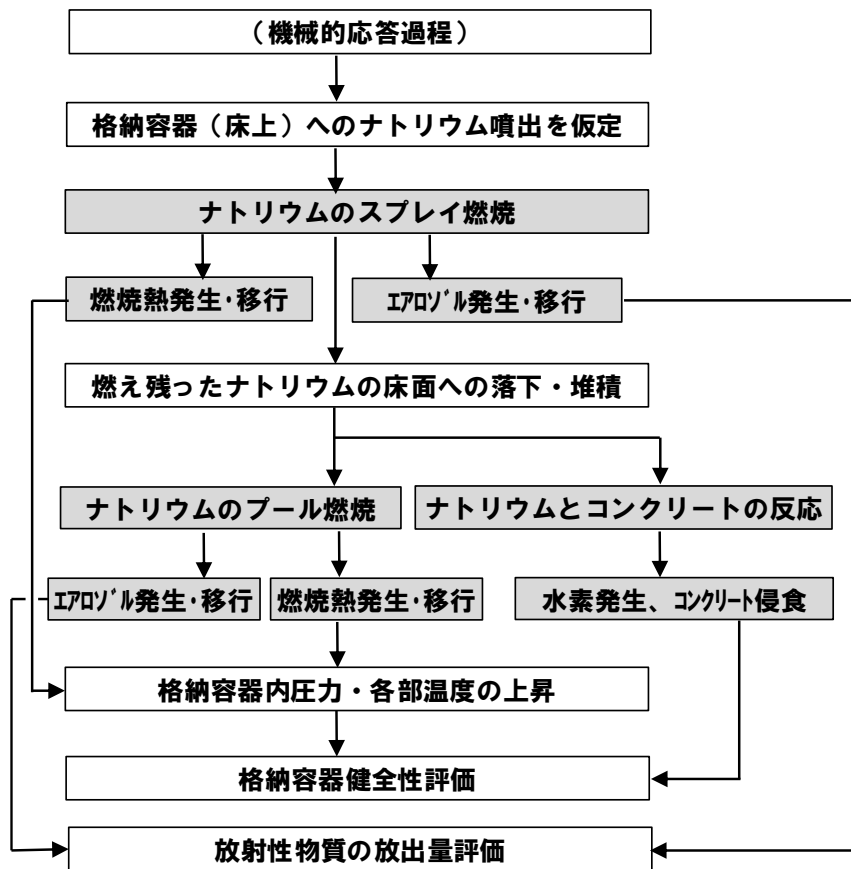 （機械的応答過程）
格納容器（床上）へのナトリウム噴出を仮定
ナトリウムのスプレイ燃焼
燃焼熱発生・移行
ｴｱﾛｿﾞﾙ発生・移行
燃え残ったナトリウムの床面への落下・堆積
ナトリウムのプール燃焼
ナトリウムとコンクリートの反応
ｴｱﾛｿﾞﾙ発生・移行
燃焼熱発生・移行
水素発生、ｺﾝｸﾘｰﾄ侵食
格納容器内圧力・各部温度の上昇
格納容器健全性評価
放射性物質の放出量評価